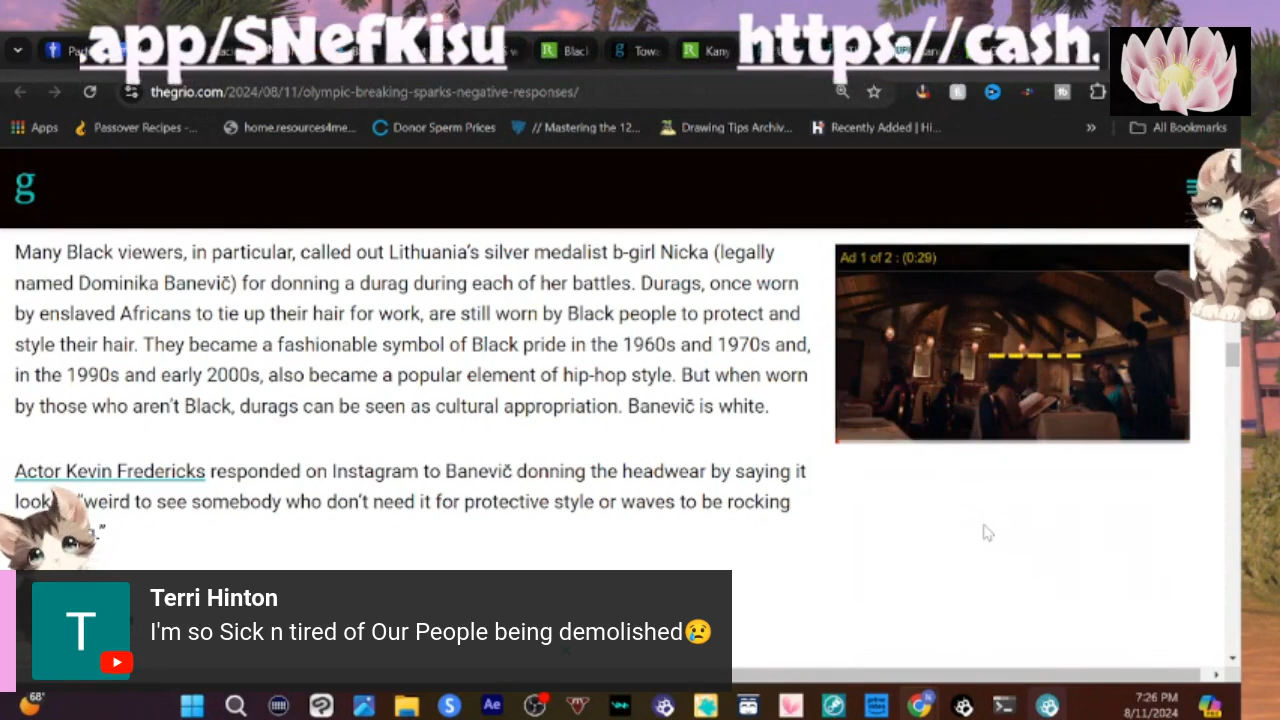 .app/$NefKisu
https://cash.
Black
Tow
Kany
thegrio.com/2024/08/11/olympic-breaking-sparks-negative-responses/
Apps
Passover Recipes -...
home.resources4me...
Donor Sperm Prices
// Mastering the 12...
Drawing Tips Archiv...
Recently Added | Hi...
»
All Bookmarks
g
Many Black viewers, in particular, called out Lithuania's silver medalist b-girl Nicka (legally
named Dominika Banevič) for donning a durag during each of her battles. Durags, once worn
by enslaved Africans to tie up their hair for work, are still worn by Black people to protect and
style their hair. They became a fashionable symbol of Black pride in the 1960s and 1970s and,
in the 1990s and early 2000s, also became a popular element of hip-hop style. But when worn
by those who aren't Black, durags can be seen as cultural appropriation. Banevič is white.
Ad 1 of 2 : (0:29)
Actor Kevin Fredericks responded on Instagram to Banevič donning the headwear by saying it
look "weird to see somebody who don't need it for protective style or waves to be rocking
."
T
Terri Hinton
I'm so Sick n tired of Our People being demolished😢
68°
7:26 PM
8/11/2024